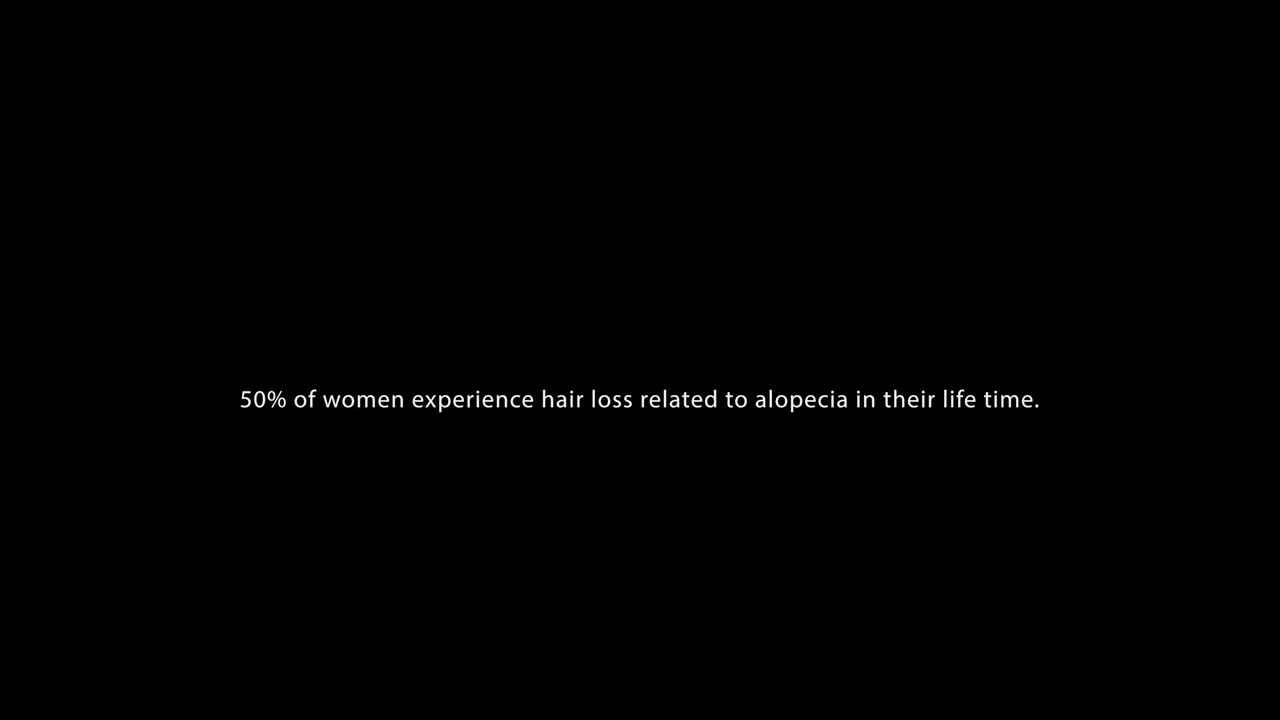 50% of women experience hair loss related to alopecia in their life time.